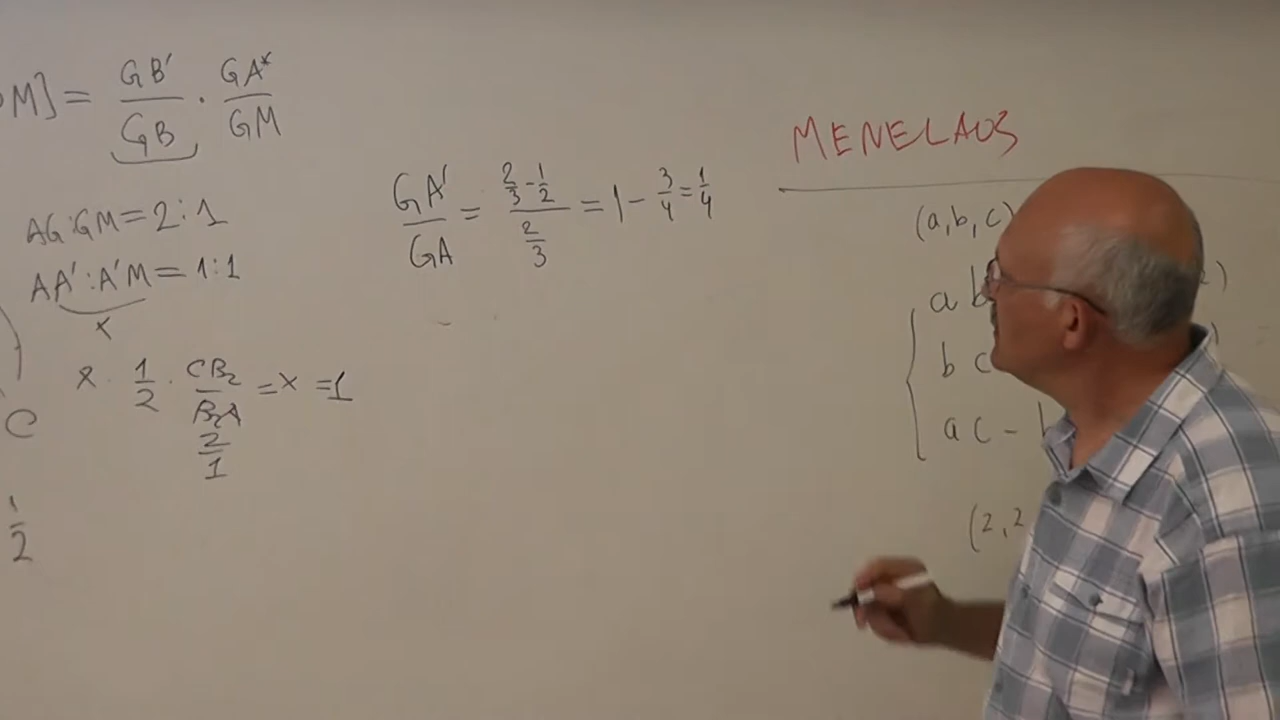 M] = GB'/GB · GA*/GM
AG:GM=2:1
AA':A'M=1:1
x
x · 1/2 · CB₂/B₂A = x = 1
2/1
C
1/2
GA'/GA = (2/3 - 1/2)/(2/3) = 1 - 3/4 = 1/4
MENELAOS
(a,b,c)
a b
b c
a c -
(2,2